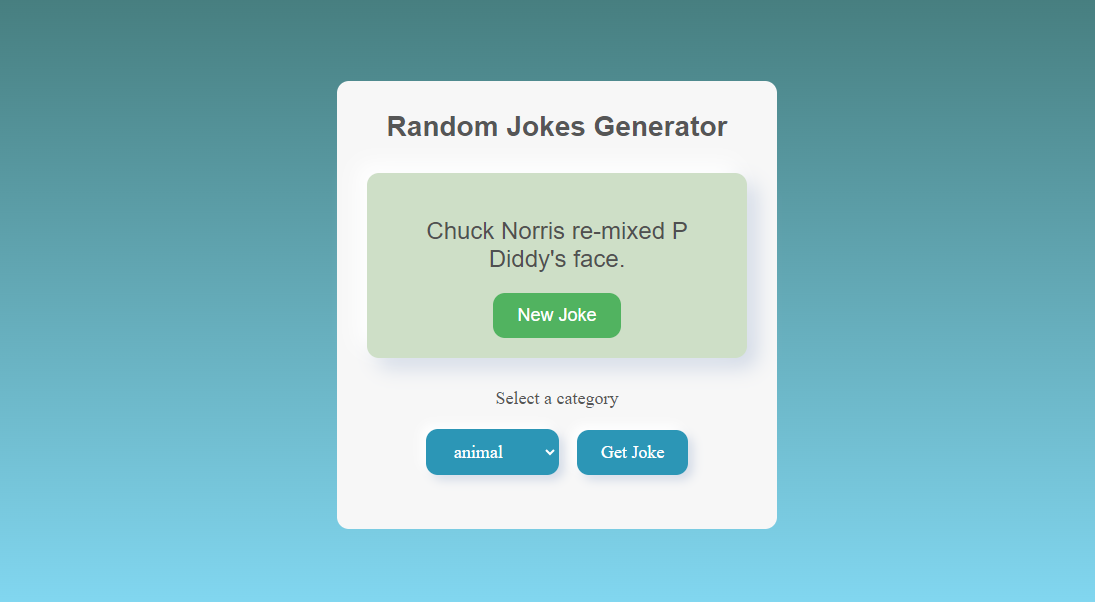 Random Jokes Generator
Chuck Norris re-mixed P
Diddy's face.
New Joke
Select a category
animal
Get Joke